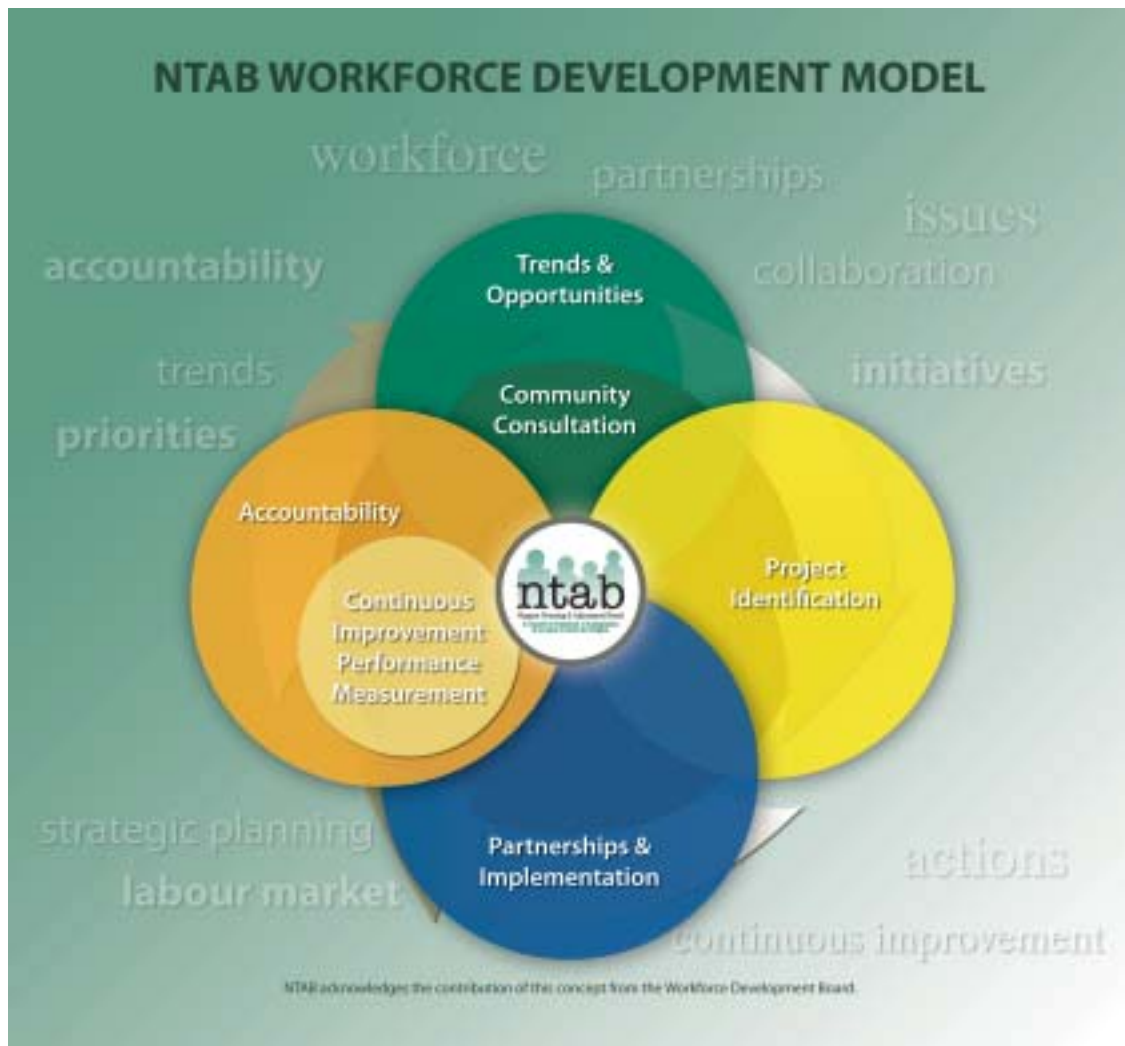 NTAB WORKFORCE DEVELOPMENT MODEL
workforce
partnerships
issues
accountability
collaboration
trends
initiatives
priorities
Trends &
Opportunities
Community
Consultation
Accountability
Continuous
Improvement
Performance
Measurement
ntab
Project
Identification
Partnerships &
Implementation
strategic planning
labour market
actions
continuous improvement
NTAB acknowledges the contribution of this concept from the Workforce Development Board.